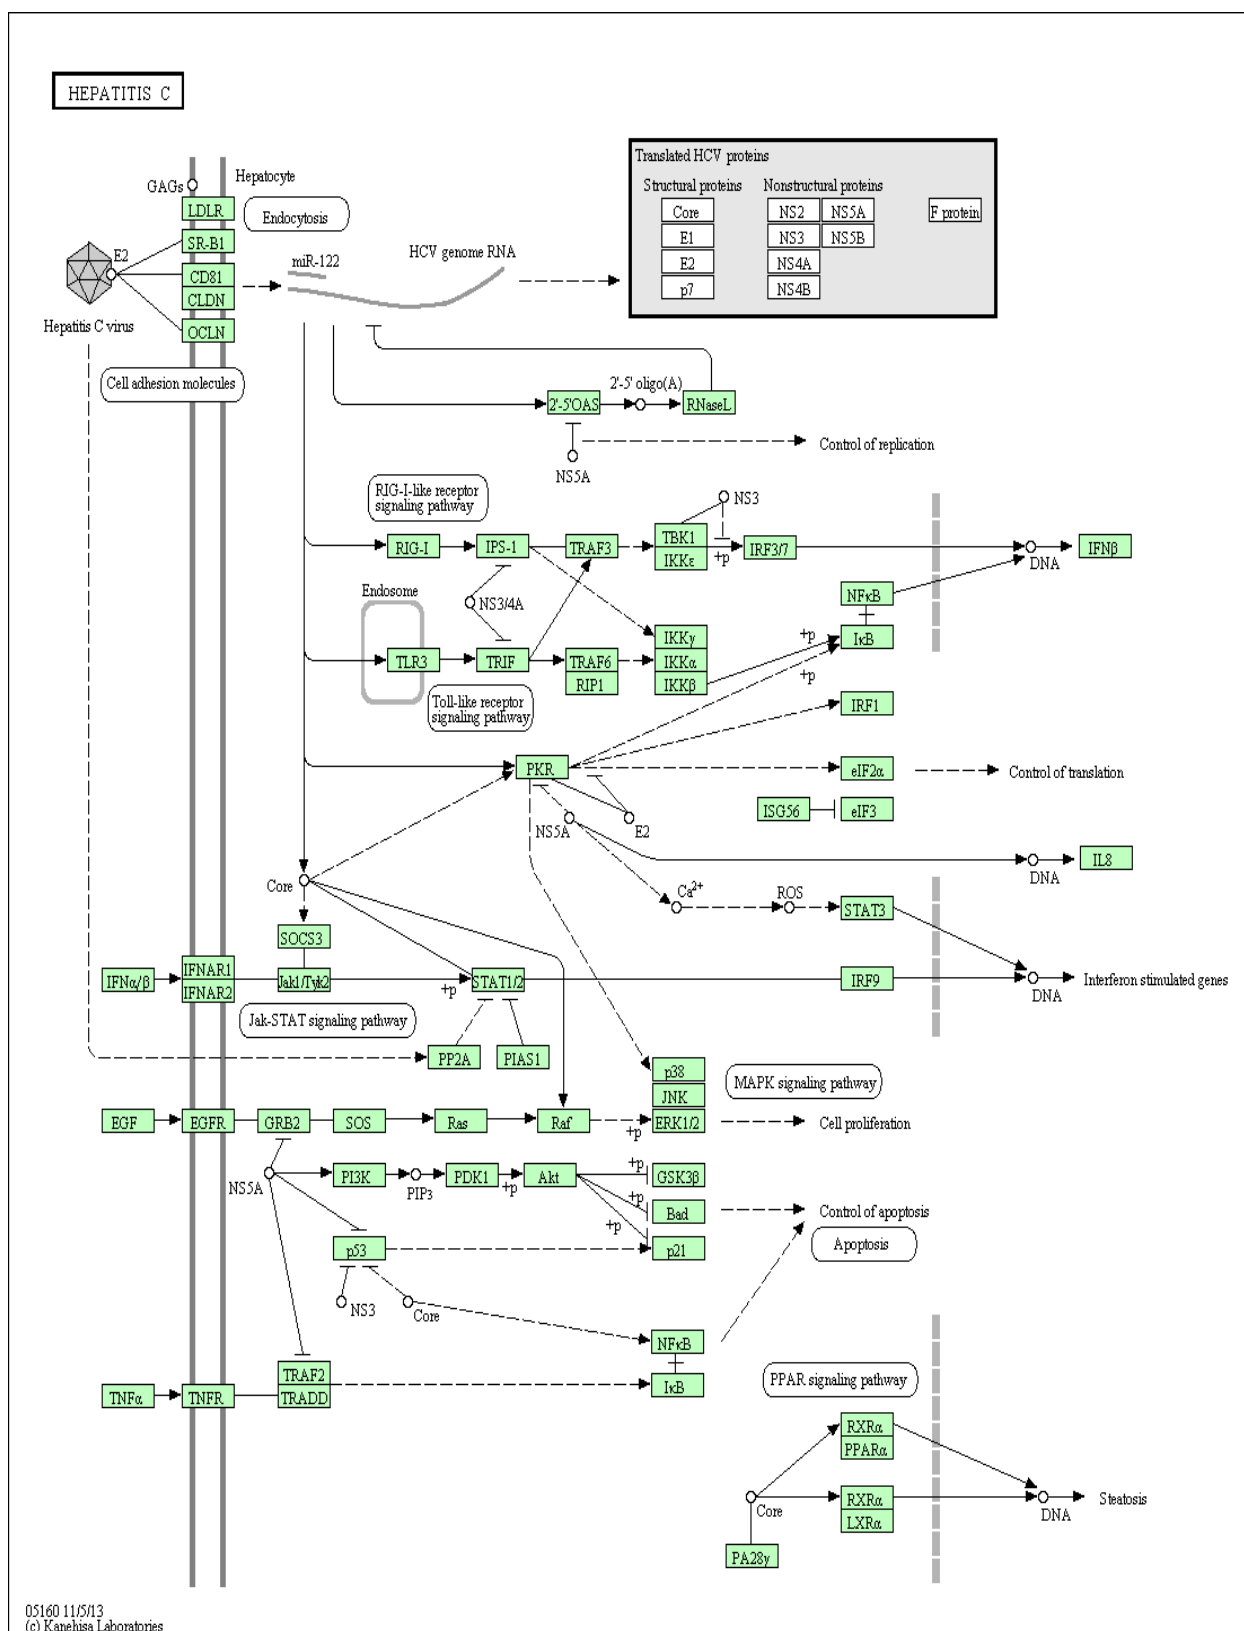 HEPATITIS C
Translated HCV proteins
Structural proteins
Nonstructural proteins
Core
NS2
NS5A
F protein
E1
NS3
NS5B
E2
NS4A
p7
NS4B
GAGs
Hepatocyte
LDLR
Endocytosis
E2
SR-B1
CD81
CLDN
OCLN
Hepatitis C virus
miR-122
HCV genome RNA
Cell adhesion molecules
2'-5'OAS
2'-5' oligo(A)
RNaseL
NS5A
Control of replication
RIG-I-like receptor
signaling pathway
NS3
RIG-I
IPS-1
TRAF3
TBK1
IKKε
+p
IRF3/7
DNA
IFNβ
Endosome
NS3/4A
NFκB
IκB
+p
+p
TLR3
TRIF
TRAF6
RIP1
IKKγ
IKKα
IKKβ
Toll-like receptor
signaling pathway
IRF1
PKR
eIF2α
Control of translation
NS5A
E2
ISG56
eIF3
DNA
IL8
Core
Ca2+
ROS
STAT3
SOCS3
IFNα/β
IFNAR1
IFNAR2
Jak1/Tyk2
+p
STAT1/2
IRF9
DNA
Interferon stimulated genes
Jak-STAT signaling pathway
PP2A
PIAS1
p38
JNK
ERK1/2
MAPK signaling pathway
EGF
EGFR
GRB2
SOS
Ras
Raf
+p
Cell proliferation
NS5A
PI3K
PIP3
PDK1
+p
Akt
+p
GSK3β
+p
Bad
Control of apoptosis
+p
p53
p21
Apoptosis
NS3
Core
NFκB
IκB
TNFα
TNFR
TRAF2
TRADD
PPAR signaling pathway
RXRα
PPARα
Core
RXRα
LXRα
DNA
Steatosis
PA28γ
05160 11/5/13
(c) Kanehisa Laboratories